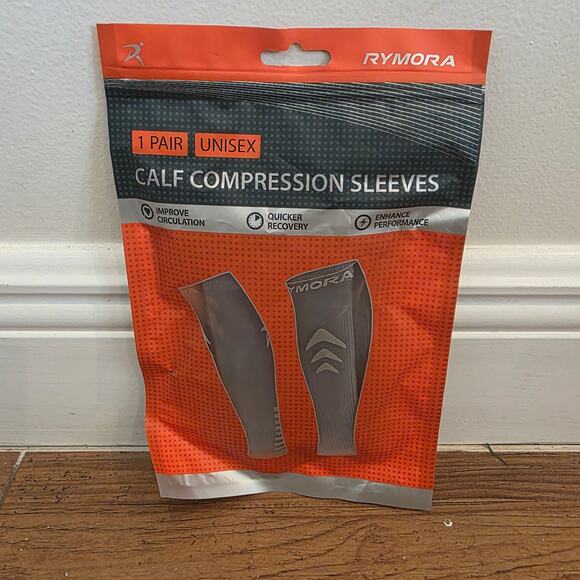 RYMORA
1 PAIR UNISEX
CALF COMPRESSION SLEEVES
IMPROVE
CIRCULATION
QUICKER
RECOVERY
ENHANCE
PERFORMANCE
RYMORA